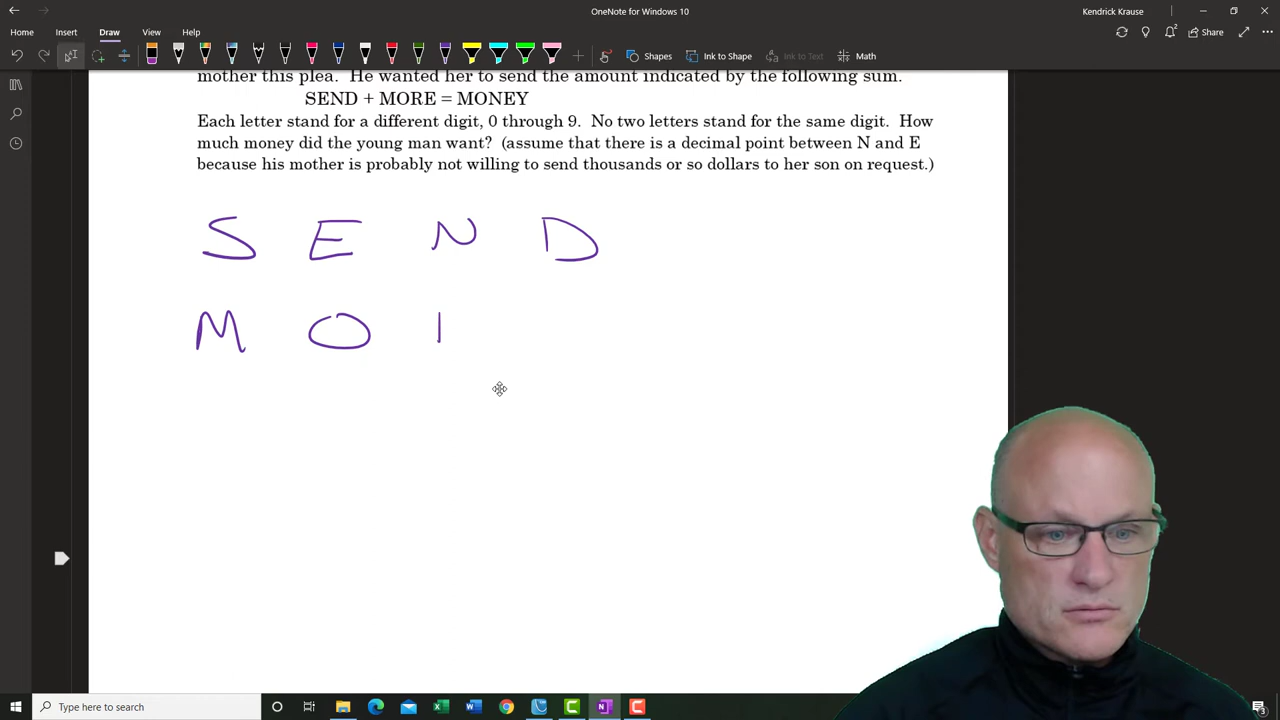 OneNote for Windows 10
Kendrick Krause
Home Insert Draw View Help
Share
Shapes Ink to Shape Ink to Text Math
mother this plea. He wanted her to send the amount indicated by the following sum.
SEND + MORE = MONEY
Each letter stand for a different digit, 0 through 9. No two letters stand for the same digit. How
much money did the young man want? (assume that there is a decimal point between N and E
because his mother is probably not willing to send thousands or so dollars to her son on request.)
S E N D
M O
Type here to search